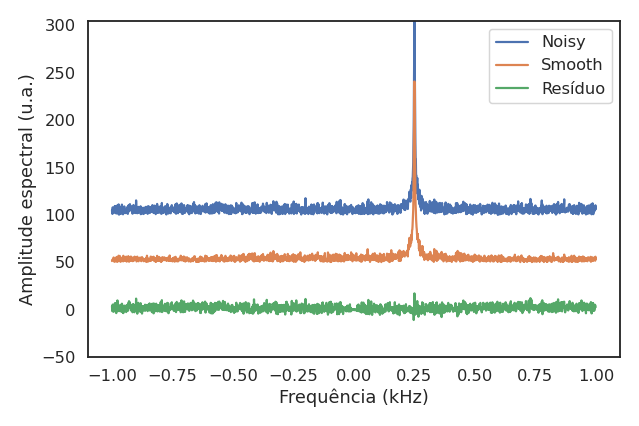 300
250
200
150
100
50
0
−50
Amplitude espectral (u.a.)
Noisy
Smooth
Resíduo
−1.00 −0.75 −0.50 −0.25 0.00 0.25 0.50 0.75 1.00
Frequência (kHz)